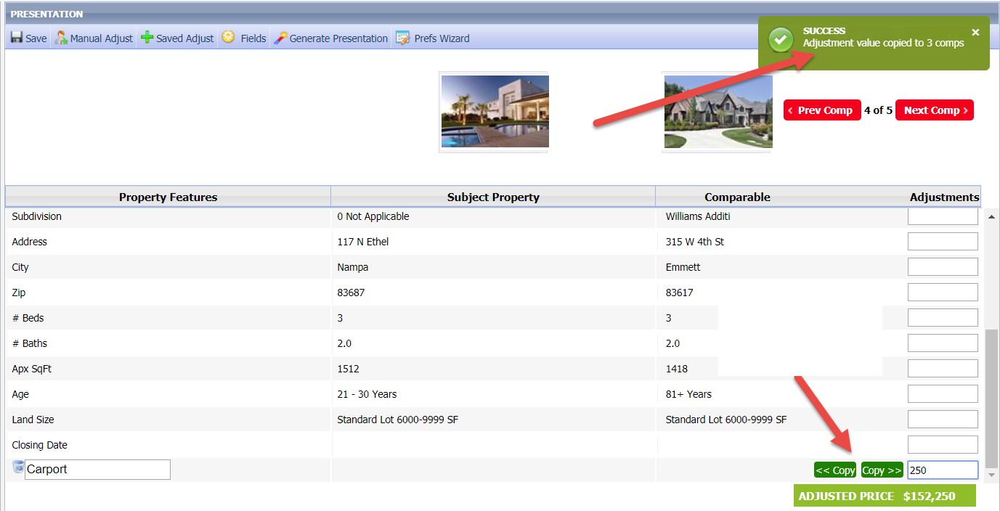 PRESENTATION
Save Manual Adjust Saved Adjust Fields Generate Presentation Prefs Wizard
SUCCESS
Adjustment value copied to 3 comps
‹ Prev Comp 4 of 5 Next Comp ›
Property Features Subject Property Comparable Adjustments
Subdivision 0 Not Applicable Williams Additi
Address 117 N Ethel 315 W 4th St
City Nampa Emmett
Zip 83687 83617
# Beds 3 3
# Baths 2.0 2.0
Apx SqFt 1512 1418
Age 21 - 30 Years 81+ Years
Land Size Standard Lot 6000-9999 SF Standard Lot 6000-9999 SF
Closing Date
Carport << Copy Copy >> 250
ADJUSTED PRICE $152,250